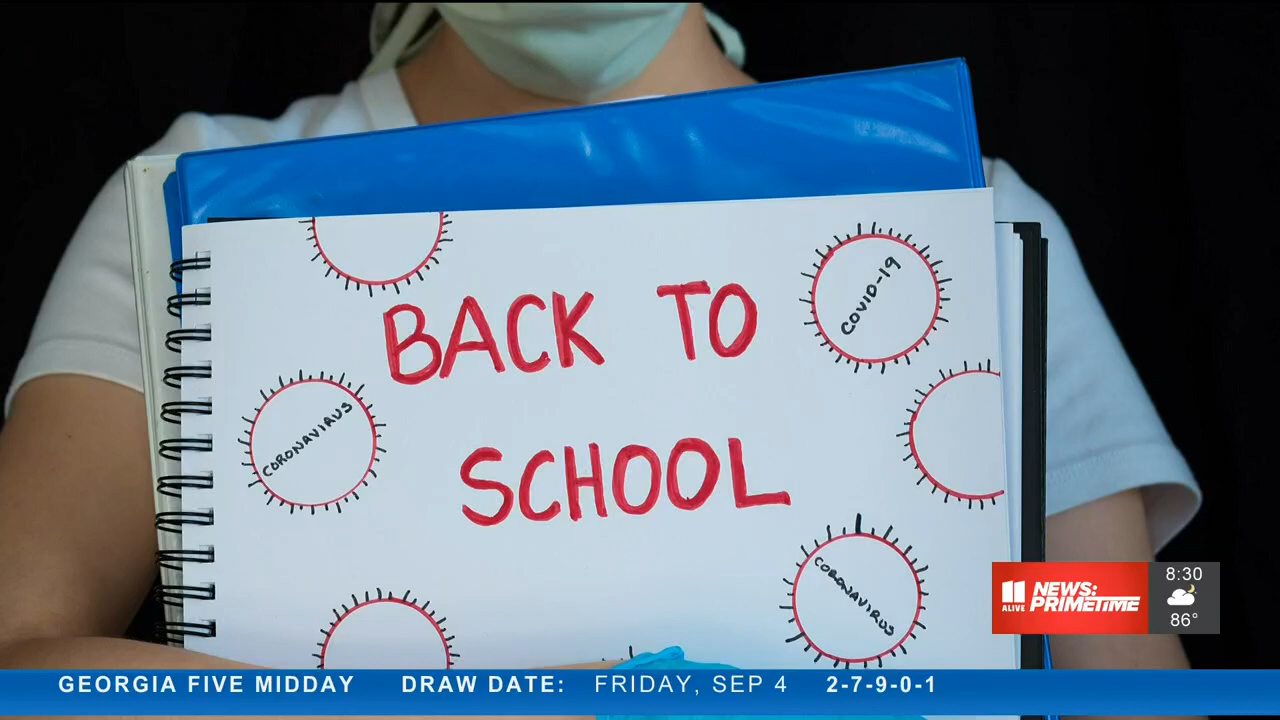 BACK TO
SCHOOL
COVID-19
CORONAVIRUS
CORONAVIRUS
11
ALIVE
NEWS:
PRIMETIME
8:30
86°
GEORGIA FIVE MIDDAY DRAW DATE: FRIDAY, SEP 4 2-7-9-0-1